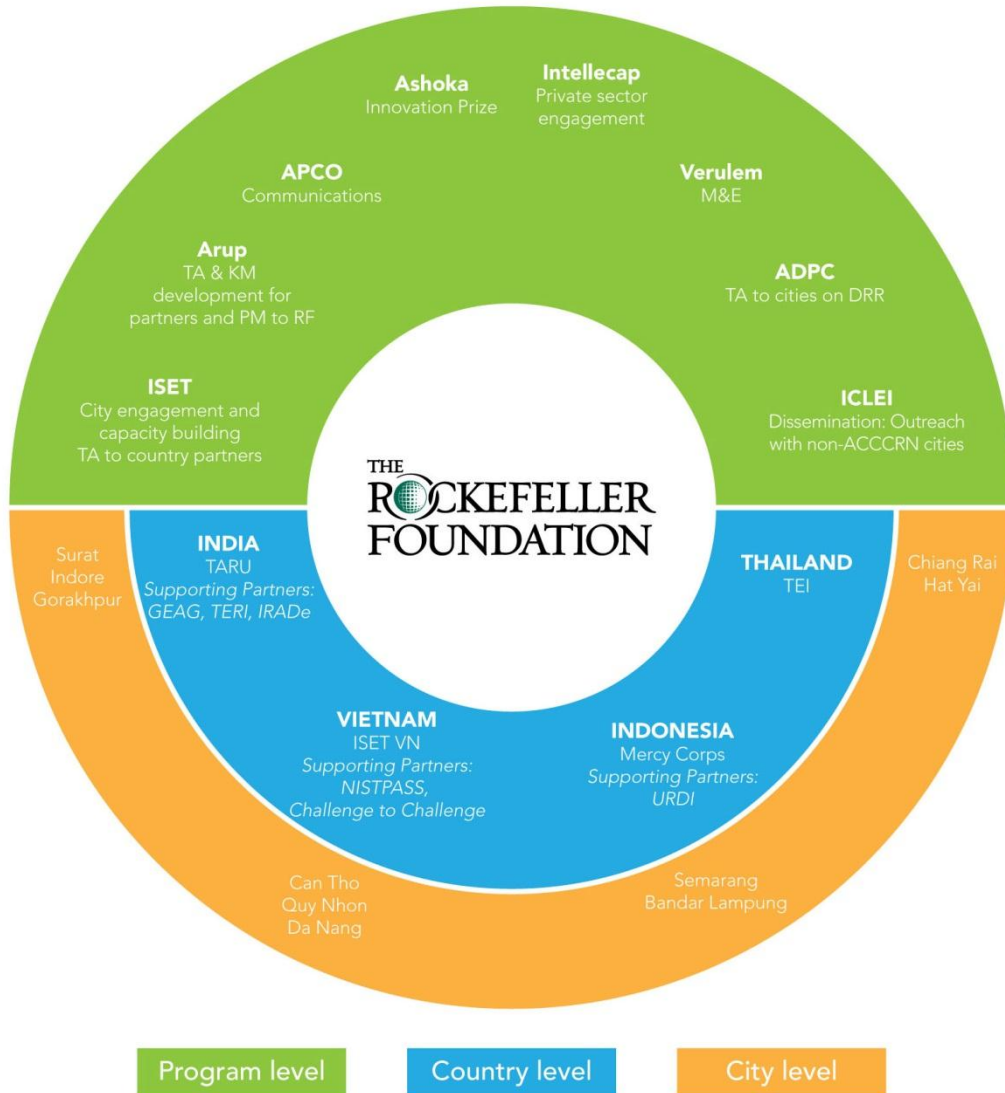 Ashoka
Innovation Prize
Intellecap
Private sector
engagement
APCO
Communications
Verulem
M&E
Arup
TA & KM
development for
partners and PM to RF
ADPC
TA to cities on DRR
ISET
City engagement and
capacity building
TA to country partners
ICLEI
Dissemination: Outreach
with non-ACCCRN cities
THE
ROCKEFELLER
FOUNDATION
Surat
Indore
Gorakhpur
INDIA
TARU
Supporting Partners:
GEAG, TERI, IRADe
THAILAND
TEI
Chiang Rai
Hat Yai
VIETNAM
ISET VN
Supporting Partners:
NISTPASS,
Challenge to Challenge
INDONESIA
Mercy Corps
Supporting Partners:
URDI
Can Tho
Quy Nhon
Da Nang
Semarang
Bandar Lampung
Program level
Country level
City level